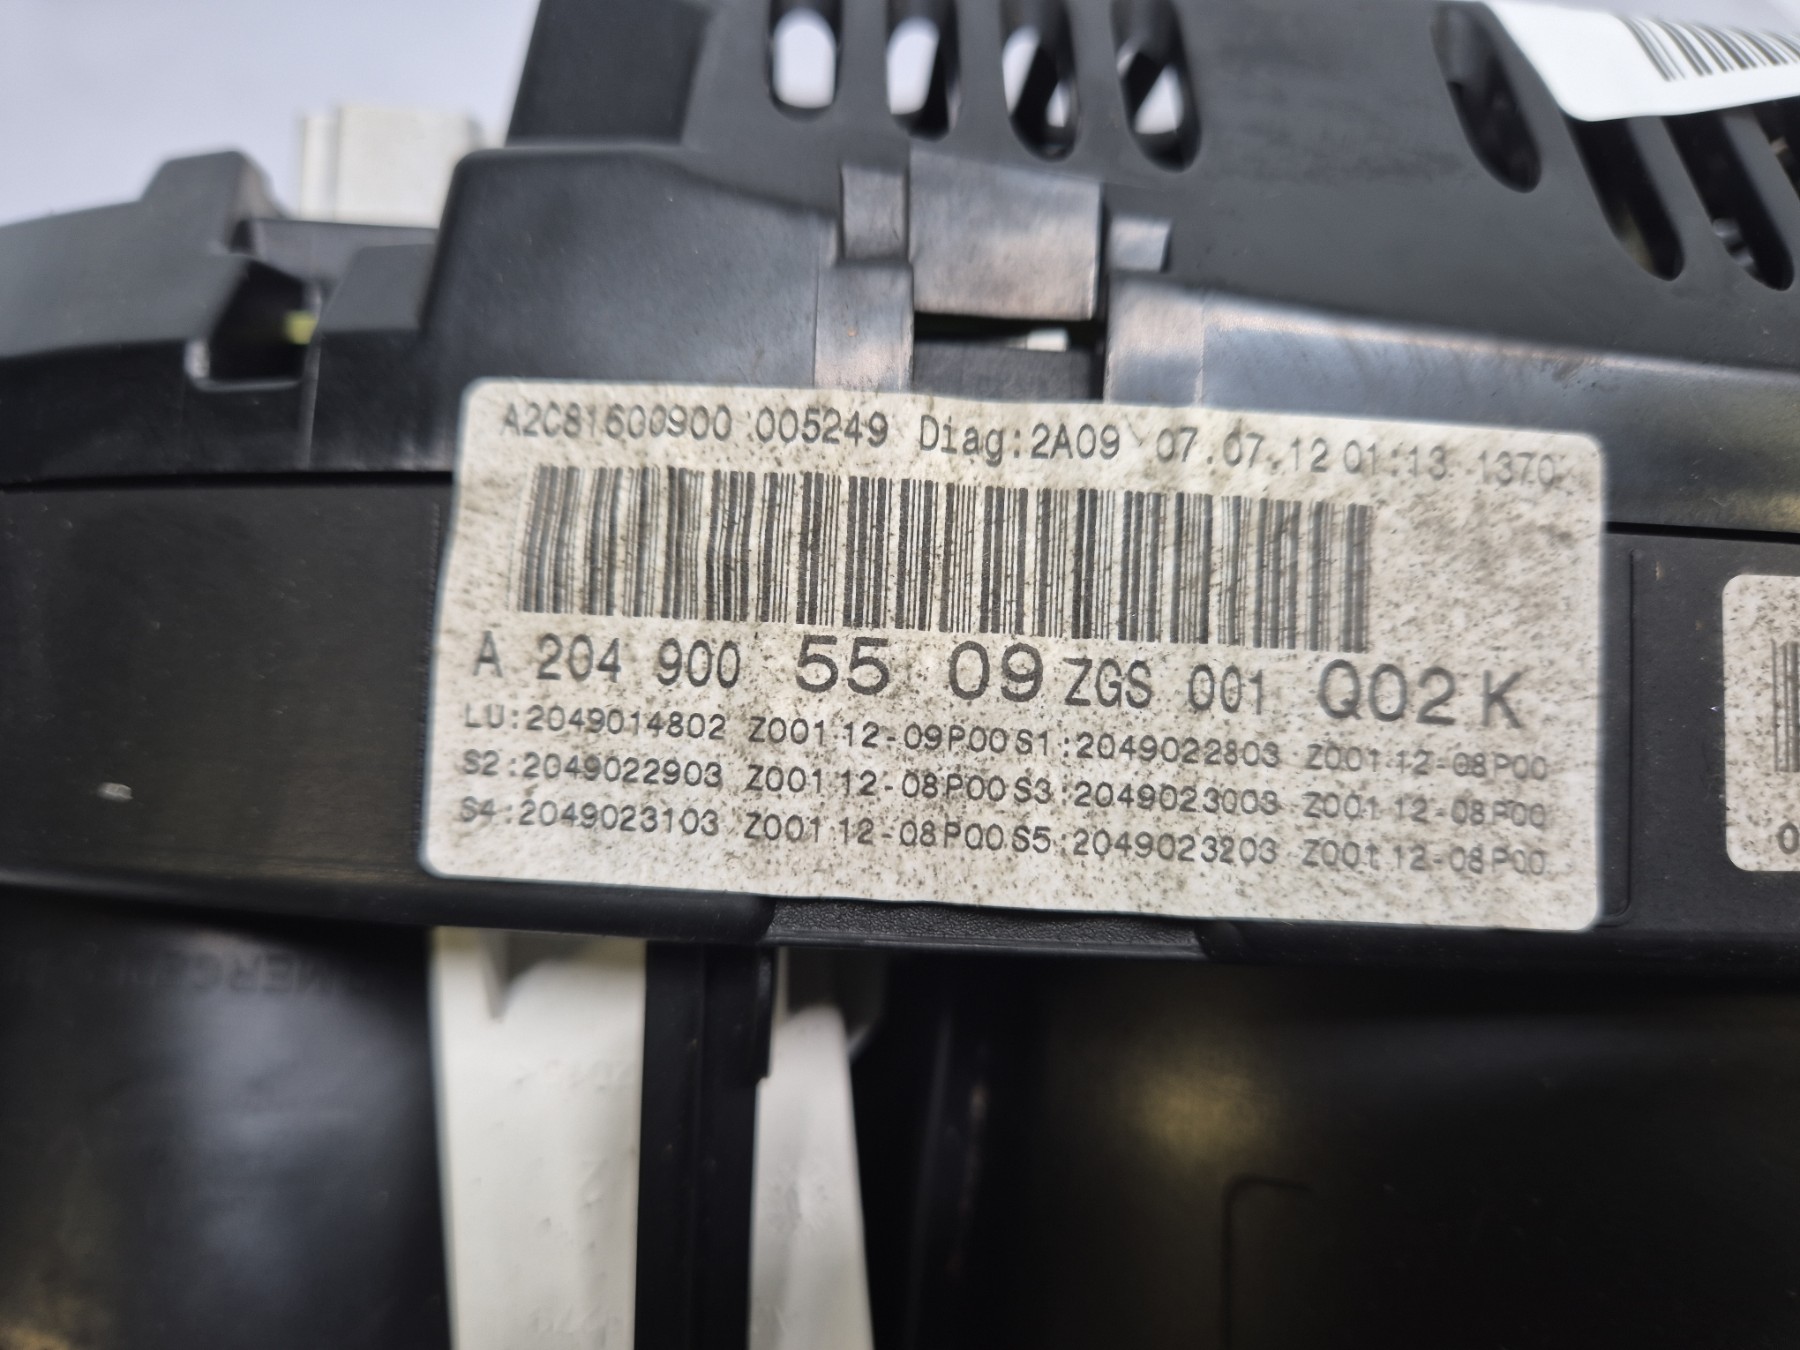 A2C81600900 005249 Diag:2A09 07.07.12 01:13 1370
A 204 900 55 09 ZGS 001 Q02 K
LU:2049014802 Z001 12-09P00 S1:2049022803 Z001 12-08P00
S2:2049022903 Z001 12-08P00 S3:2049023003 Z001 12-08P00
S4:2049023103 Z001 12-08P00 S5:2049023203 Z001 12-08P00